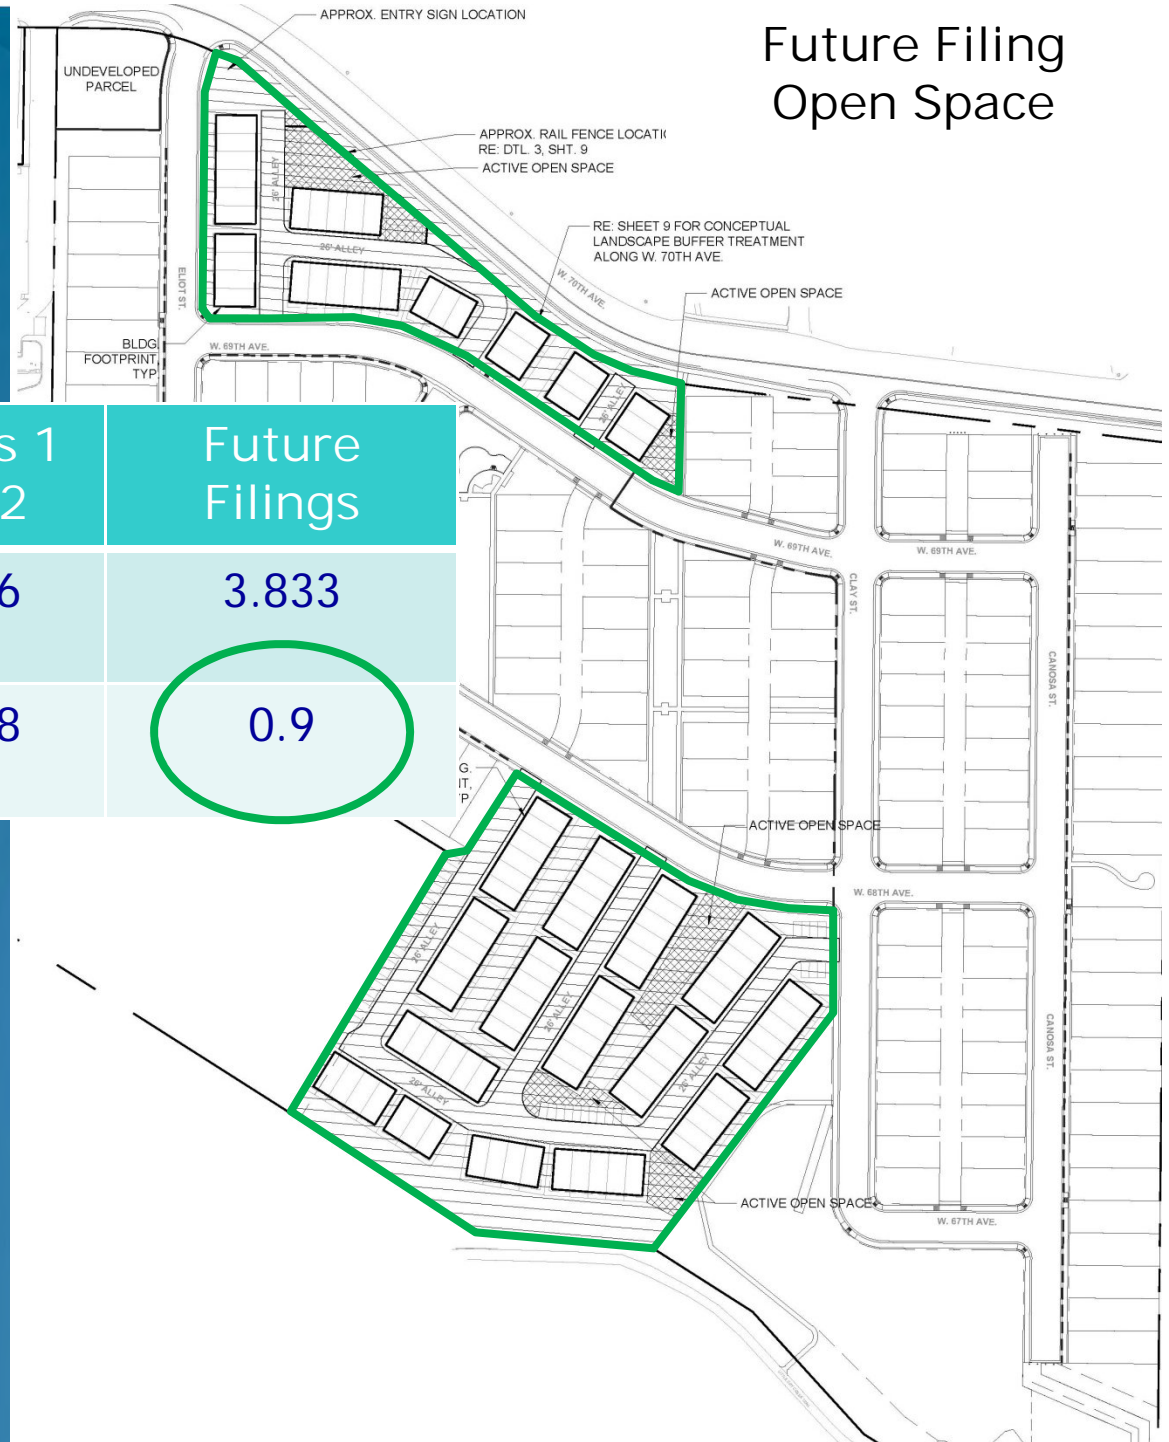 Future Filing
Open Space
APPROX. ENTRY SIGN LOCATION
UNDEVELOPED
PARCEL
APPROX. RAIL FENCE LOCATI
RE: DTL. 3, SHT. 9
ACTIVE OPEN SPACE
26' ALLEY
RE: SHEET 9 FOR CONCEPTUAL
LANDSCAPE BUFFER TREATMENT
ALONG W. 70TH AVE.
26' ALLEY
ELIOT ST.
W. 70TH AVE.
ACTIVE OPEN SPACE
BLDG.
FOOTPRINT,
TYP
W. 69TH AVE.
26' ALLEY
s 1
2
Future
Filings
6
3.833
8
0.9
W. 69TH AVE.
W. 69TH AVE.
CLAY ST.
CANOSA ST.
G.
IT,
'P
ACTIVE OPEN SPACE
W. 68TH AVE.
26' ALLEY
26' ALLEY
26' ALLEY
26' ALLEY
CANOSA ST.
ACTIVE OPEN SPACE
W. 67TH AVE.